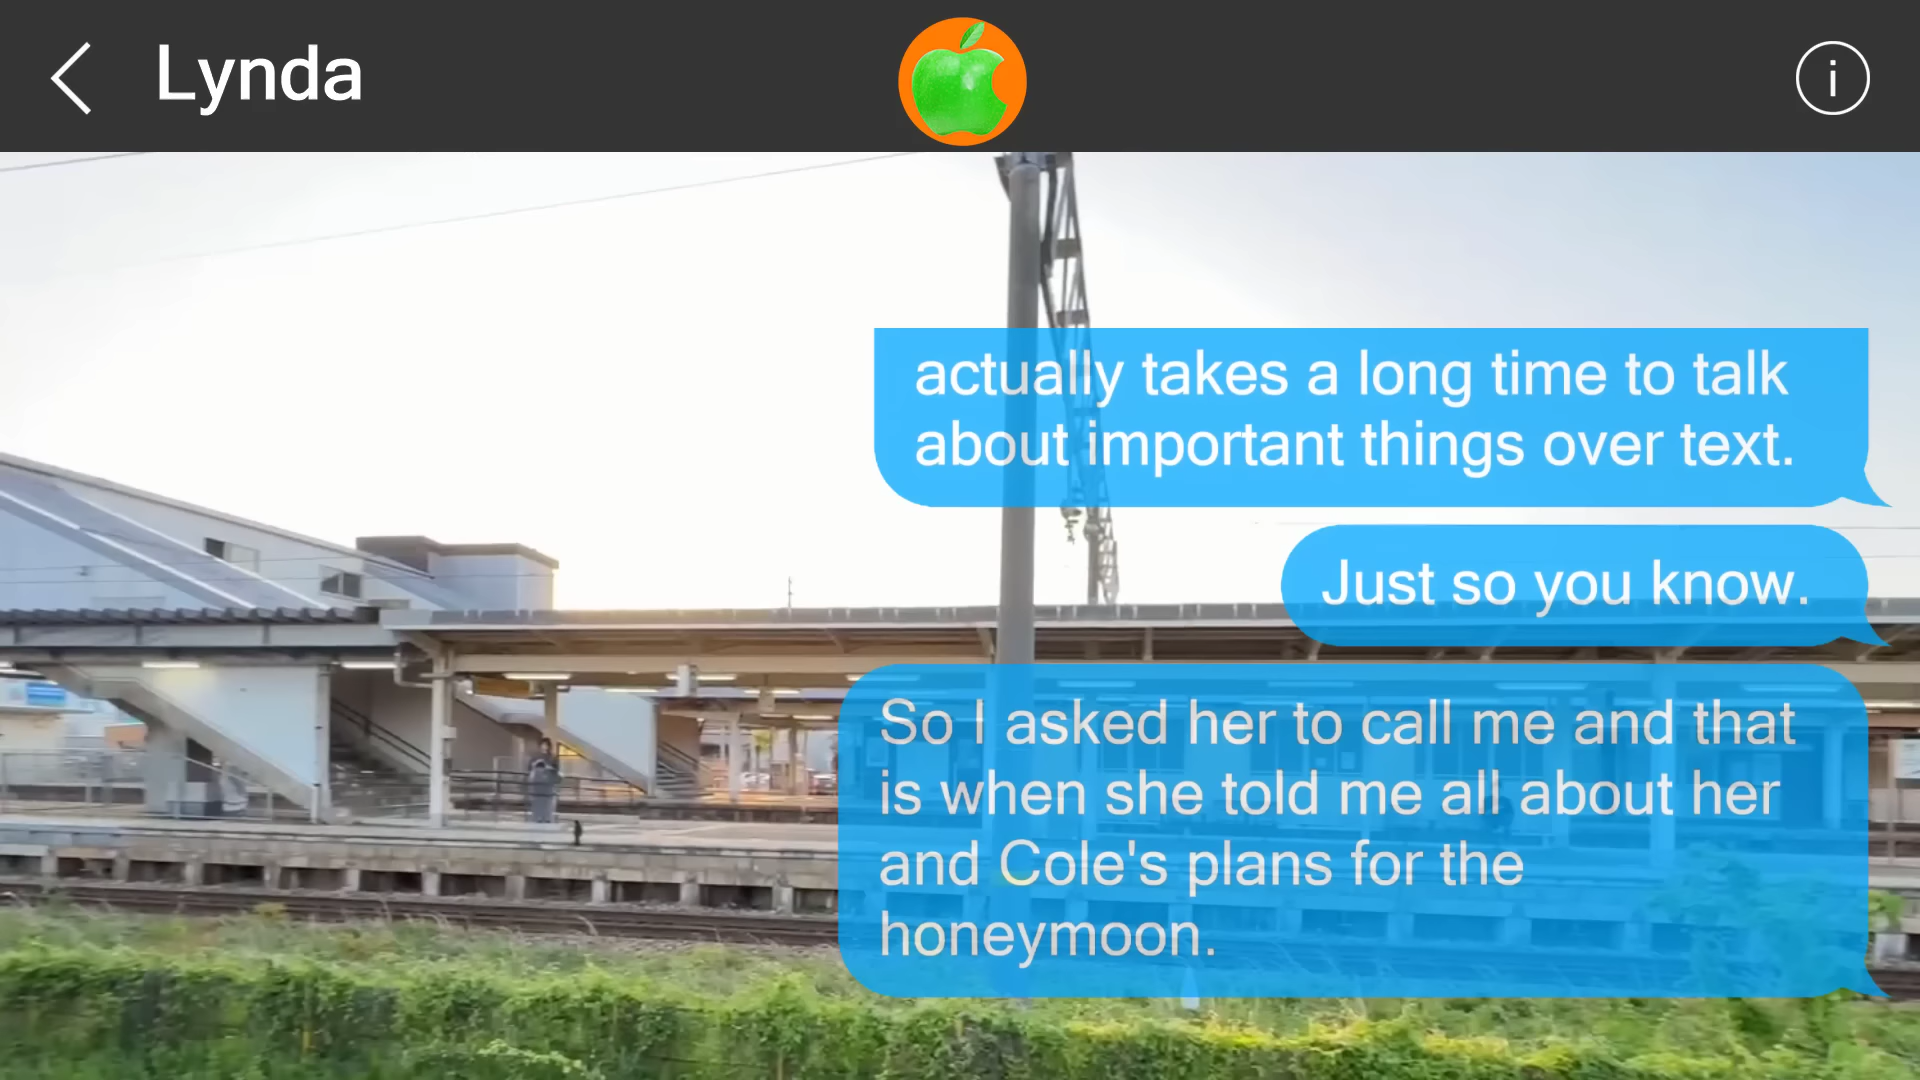 Lynda
actually takes a long time to talk
about important things over text.
Just so you know.
So I asked her to call me and that
is when she told me all about her
and Cole's plans for the
honeymoon.